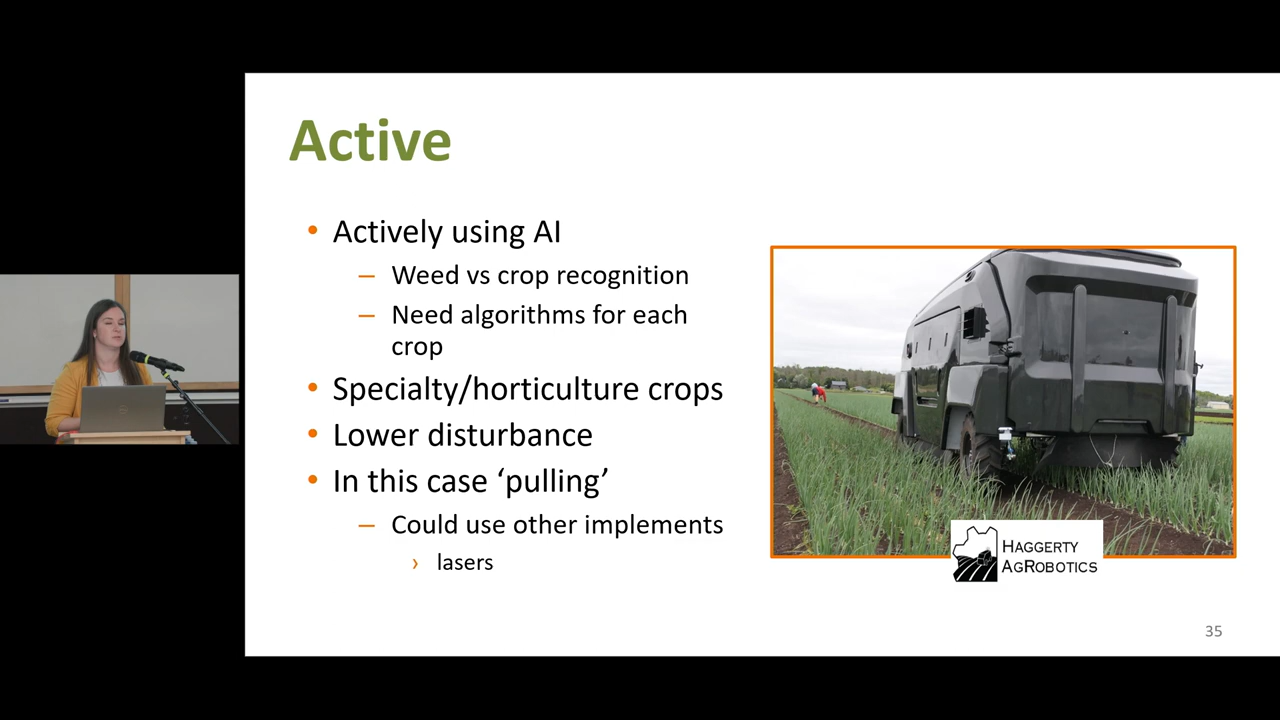 Active
• Actively using AI
– Weed vs crop recognition
– Need algorithms for each
crop
• Specialty/horticulture crops
• Lower disturbance
• In this case ‘pulling’
– Could use other implements
› lasers
HAGGERTY
AGROBOTICS
35